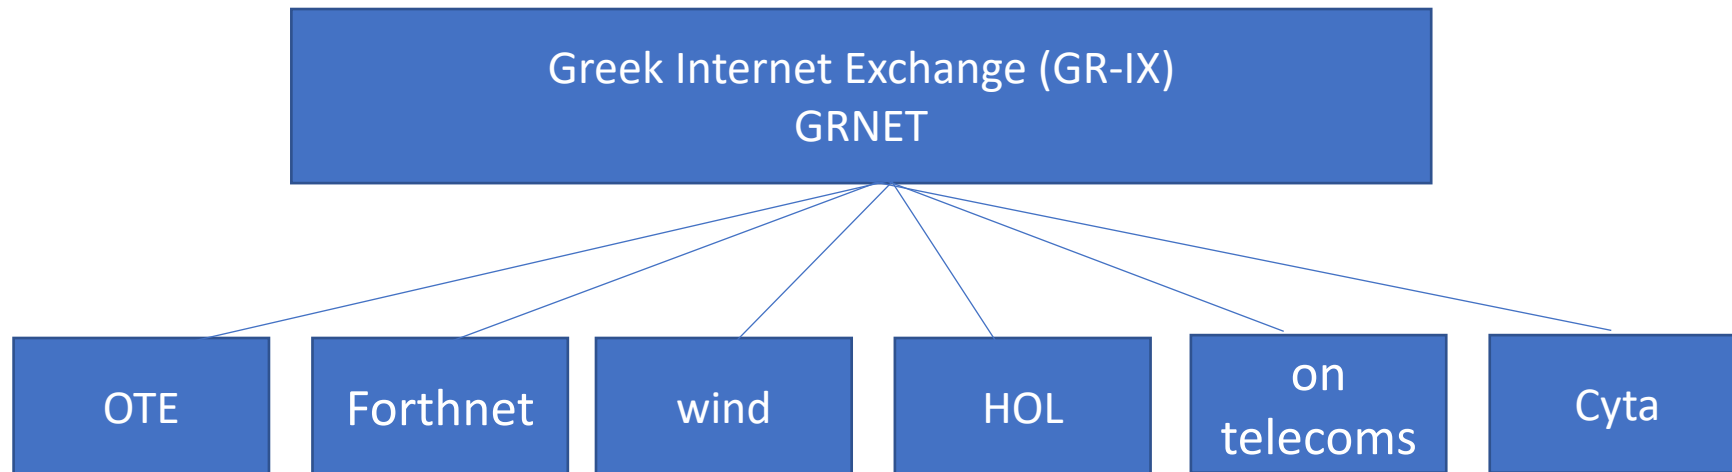 Greek Internet Exchange (GR-IX)
GRNET
OTE
Forthnet
wind
HOL
on
telecoms
Cyta